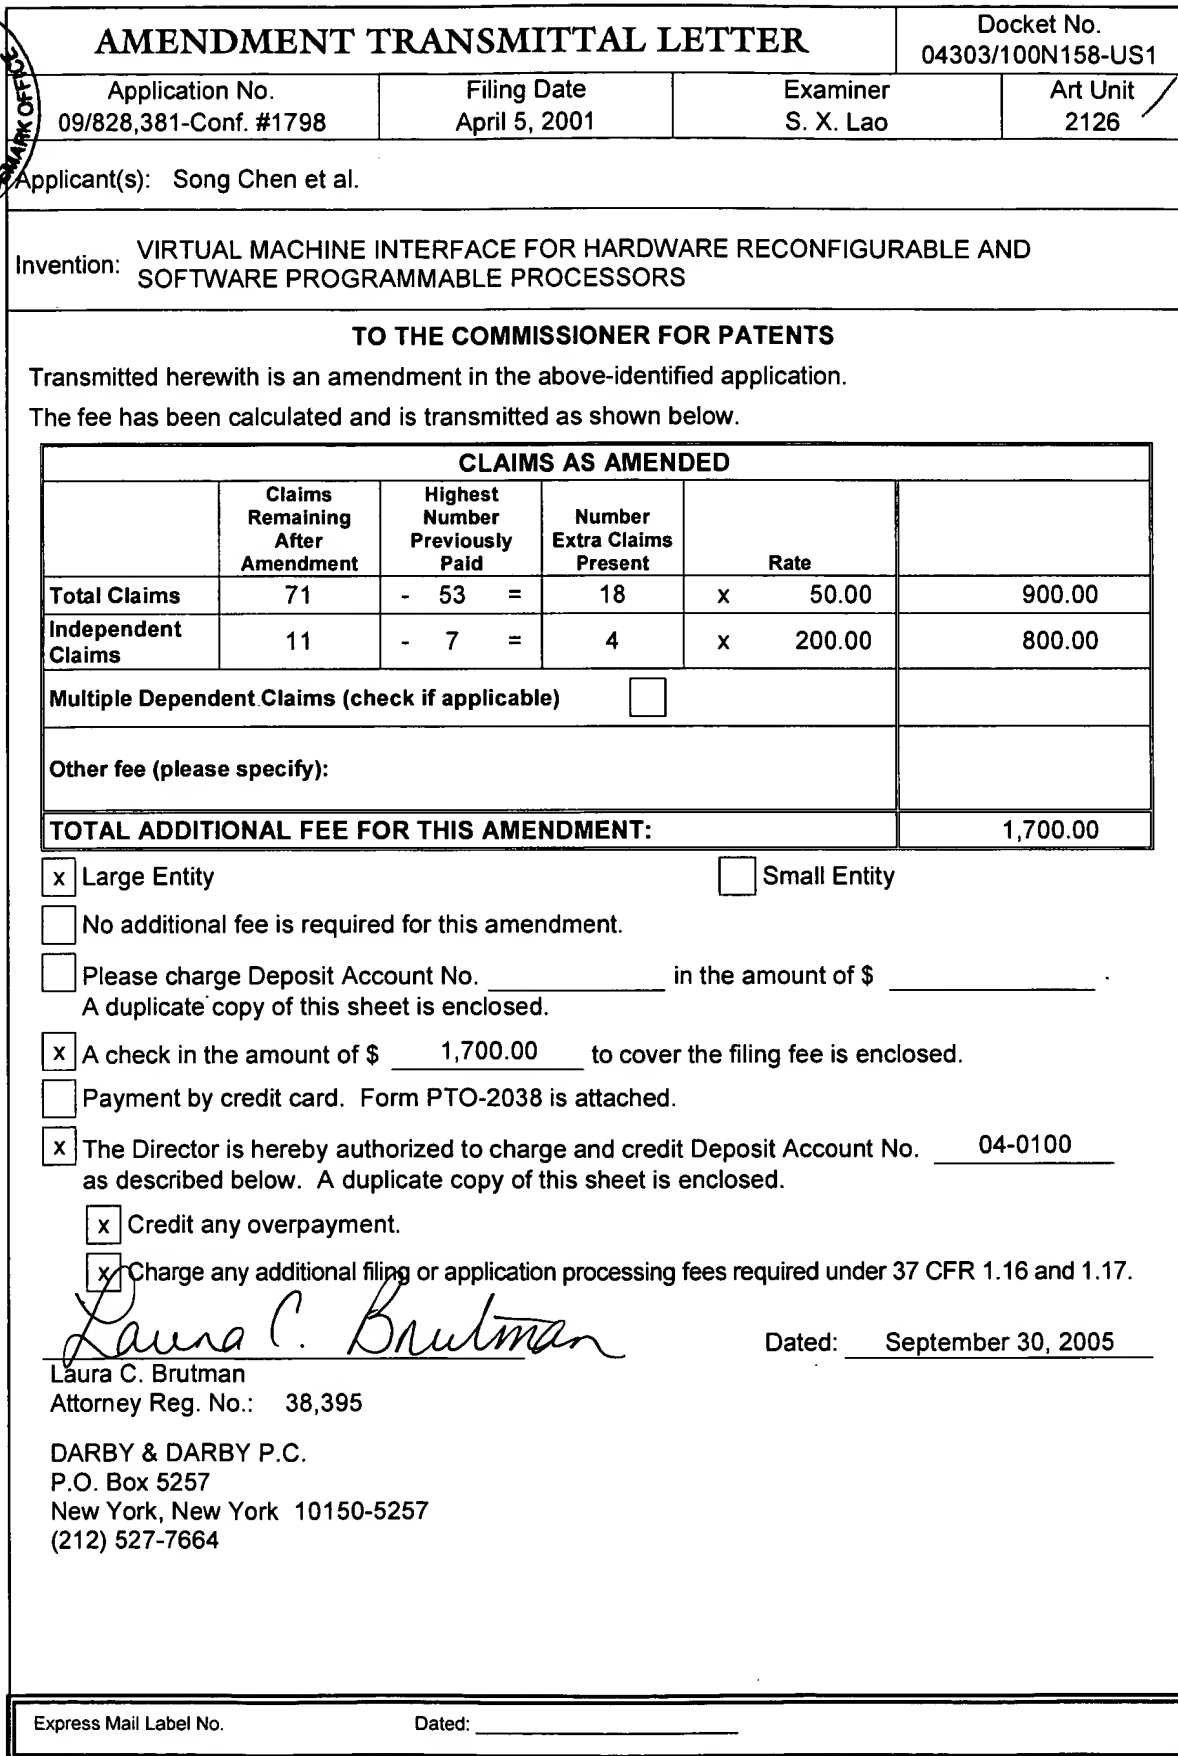 AMENDMENT TRANSMITTAL LETTER
Docket No.
04303/100N158-US1
Application No.
09/828,381-Conf. #1798
Filing Date
April 5, 2001
Examiner
S. X. Lao
Art Unit
2126
MARK OFFICE
Applicant(s): Song Chen et al.
Invention: VIRTUAL MACHINE INTERFACE FOR HARDWARE RECONFIGURABLE AND
SOFTWARE PROGRAMMABLE PROCESSORS
TO THE COMMISSIONER FOR PATENTS
Transmitted herewith is an amendment in the above-identified application.
The fee has been calculated and is transmitted as shown below.
CLAIMS AS AMENDED
Claims
Remaining
After
Amendment
Highest
Number
Previously
Paid
Number
Extra Claims
Present
Rate
Total Claims 71 - 53 = 18 x 50.00 900.00
Independent
Claims 11 - 7 = 4 x 200.00 800.00
Multiple Dependent Claims (check if applicable)
Other fee (please specify):
TOTAL ADDITIONAL FEE FOR THIS AMENDMENT: 1,700.00
x Large Entity Small Entity
No additional fee is required for this amendment.
Please charge Deposit Account No. in the amount of $ .
A duplicate copy of this sheet is enclosed.
x A check in the amount of $ 1,700.00 to cover the filing fee is enclosed.
Payment by credit card. Form PTO-2038 is attached.
x The Director is hereby authorized to charge and credit Deposit Account No. 04-0100
as described below. A duplicate copy of this sheet is enclosed.
x Credit any overpayment.
x Charge any additional filing or application processing fees required under 37 CFR 1.16 and 1.17.
Laura C. Brutman
Dated: September 30, 2005
Laura C. Brutman
Attorney Reg. No.: 38,395
DARBY & DARBY P.C.
P.O. Box 5257
New York, New York 10150-5257
(212) 527-7664
Express Mail Label No. Dated: